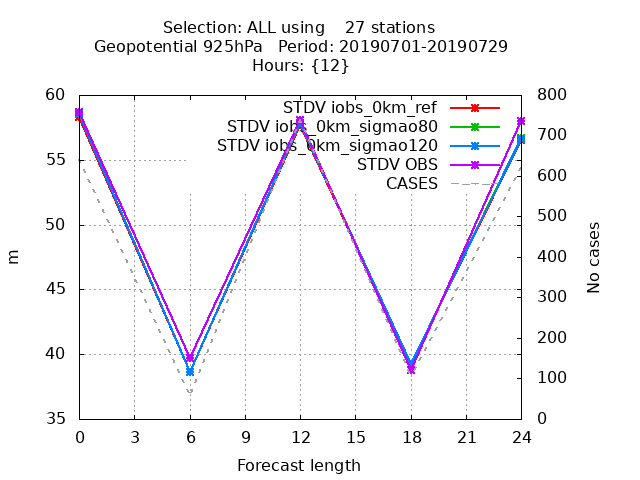 Selection: ALL using    27 stations
Geopotential 925hPa   Period: 20190701-20190729
Hours: {12}
STDV iobs_0km_ref
STDV iobs_0km_sigmao80
STDV iobs_0km_sigmao120
STDV OBS
CASES
60
55
50
45
40
35
m
800
700
600
500
400
300
200
100
0
No cases
0 3 6 9 12 15 18 21 24
Forecast length